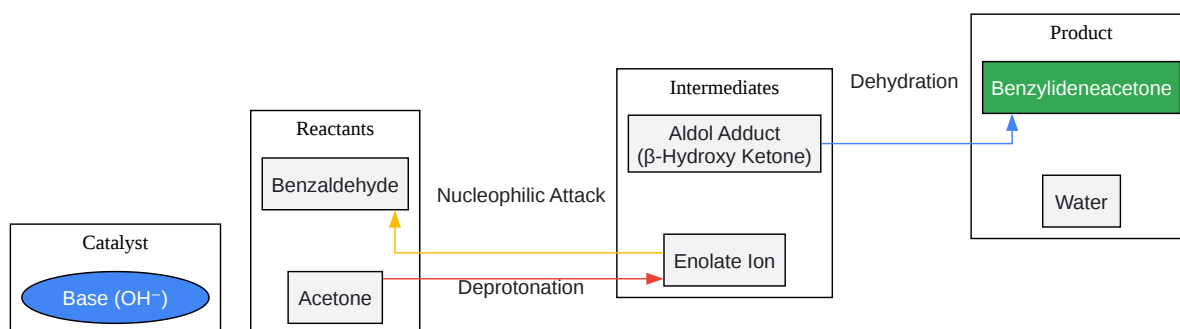 Catalyst
Base (OH⁻)
Reactants
Benzaldehyde
Acetone
Nucleophilic Attack
Deprotonation
Intermediates
Aldol Adduct
(β-Hydroxy Ketone)
Enolate Ion
Dehydration
Product
Benzylideneacetone
Water